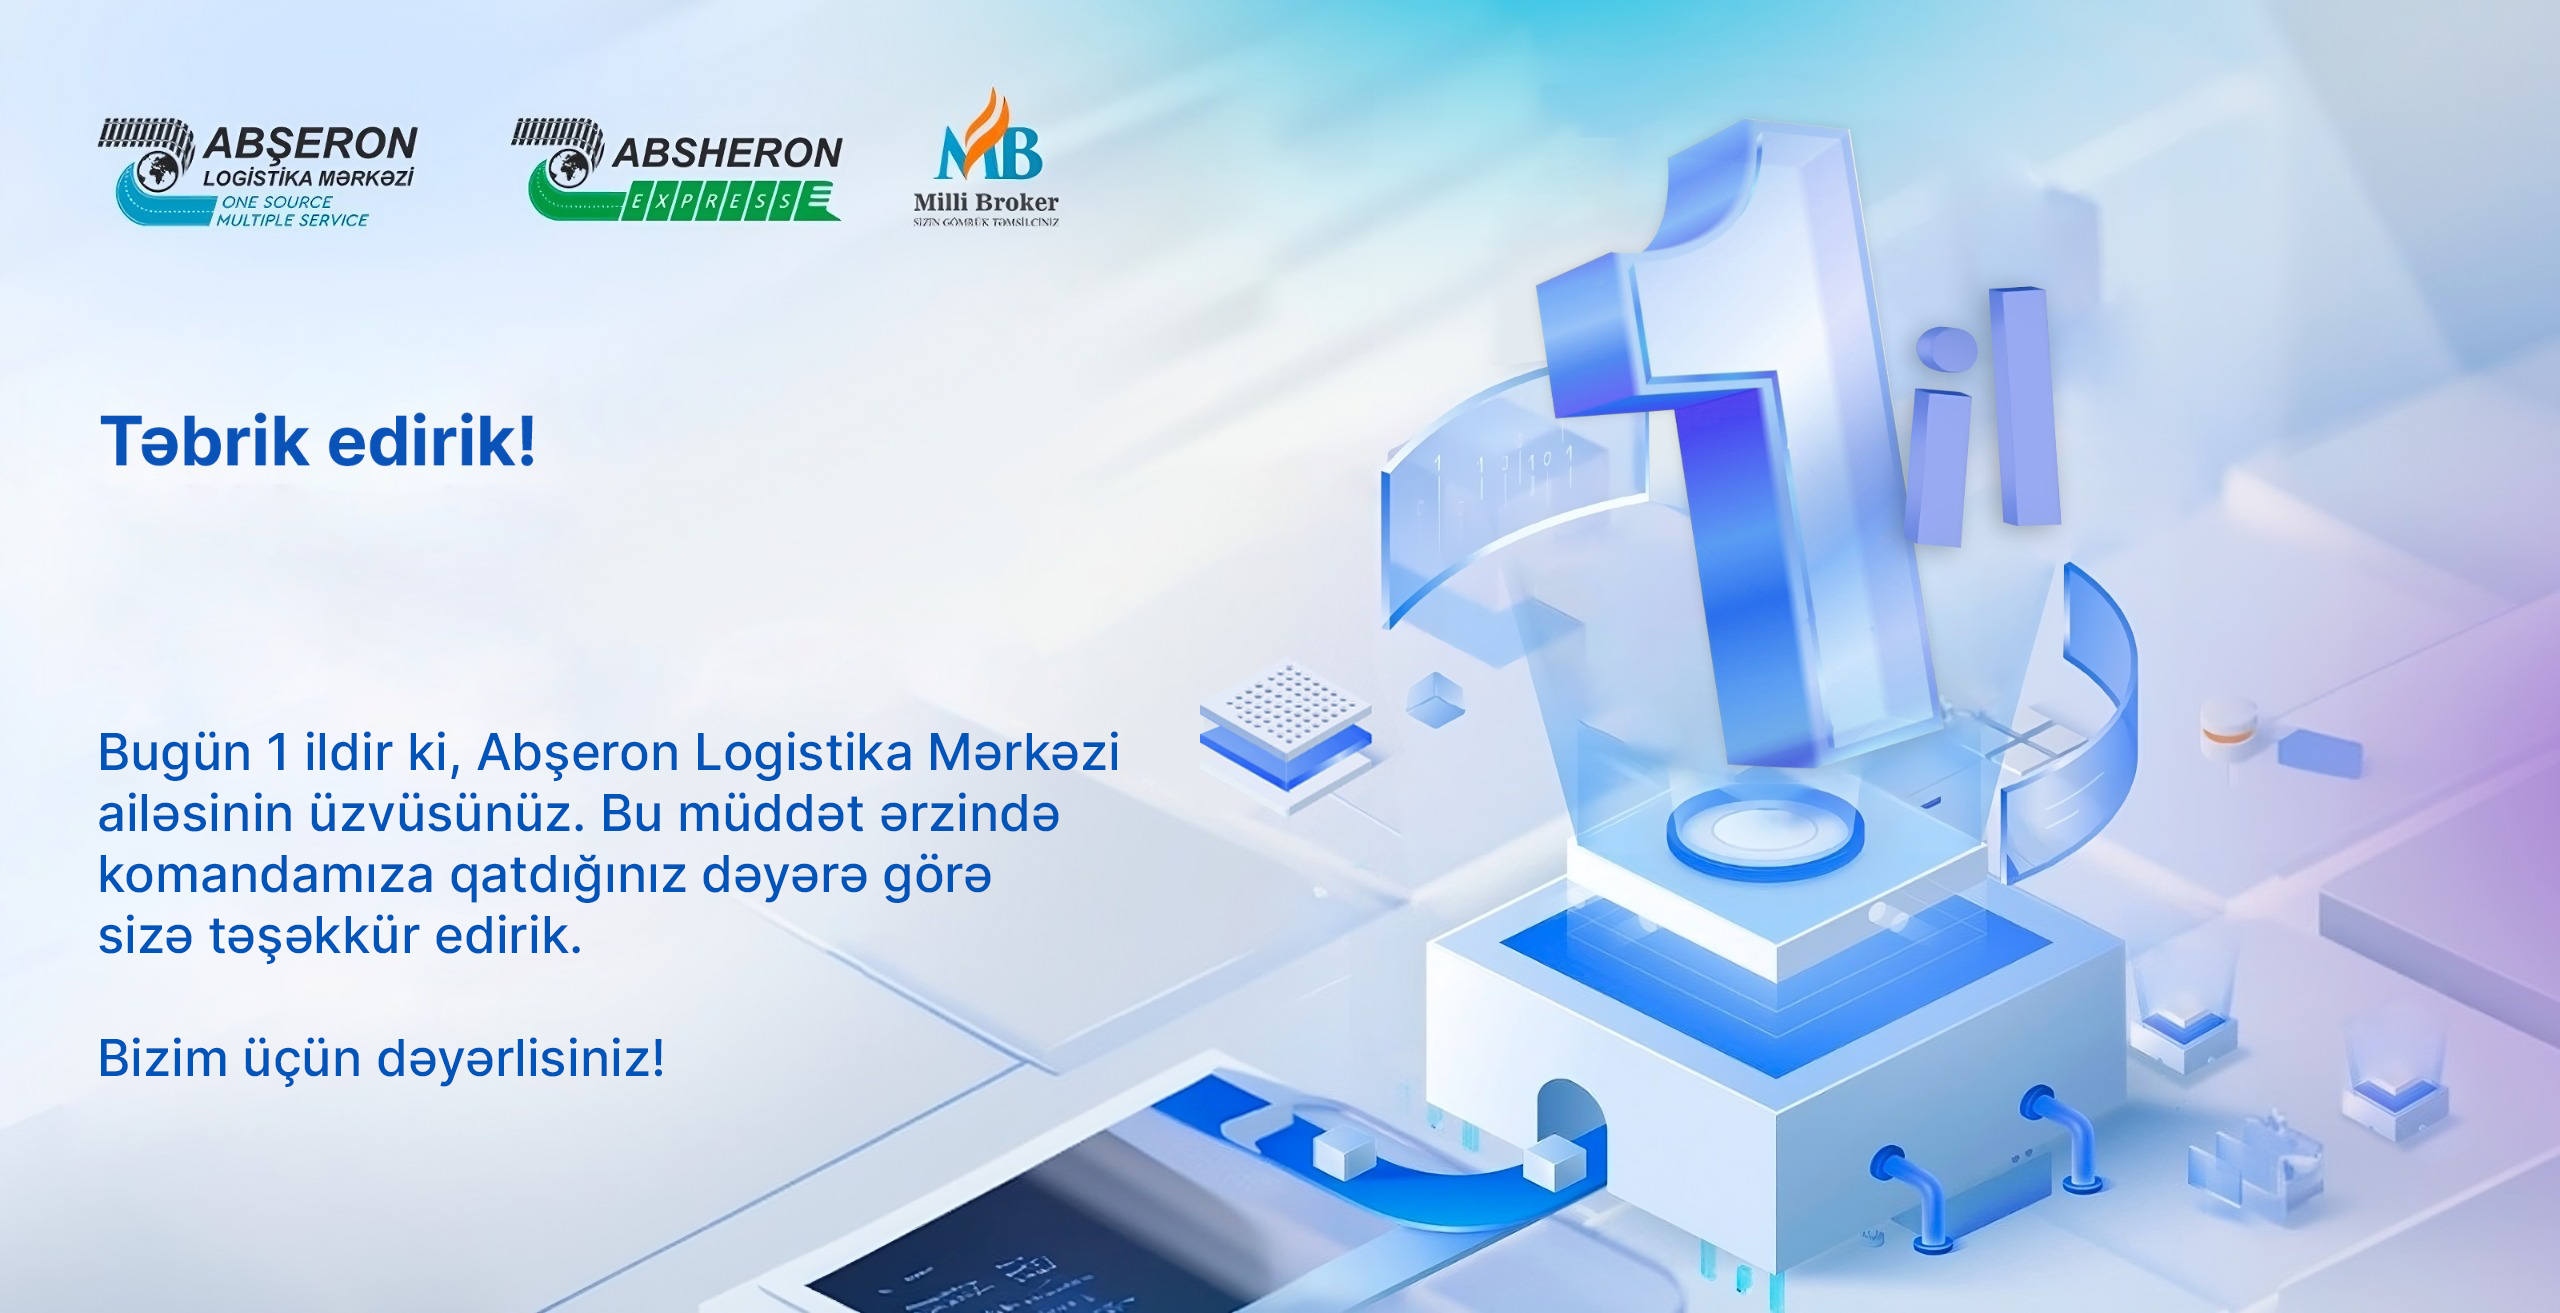 ABŞERON
LOGİSTİKA MƏRKƏZİ
ONE SOURCE
MULTIPLE SERVICE
ABSHERON
EXPRESS
MB
Milli Broker
SİZİN GÖMRÜK TƏMSİLÇİNİZ
1 il
Təbrik edirik!
Bugün 1 ildir ki, Abşeron Logistika Mərkəzi
ailəsinin üzvüsünüz. Bu müddət ərzində
komandamıza qatdığınız dəyərə görə
sizə təşəkkür edirik.
Bizim üçün dəyərlisiniz!